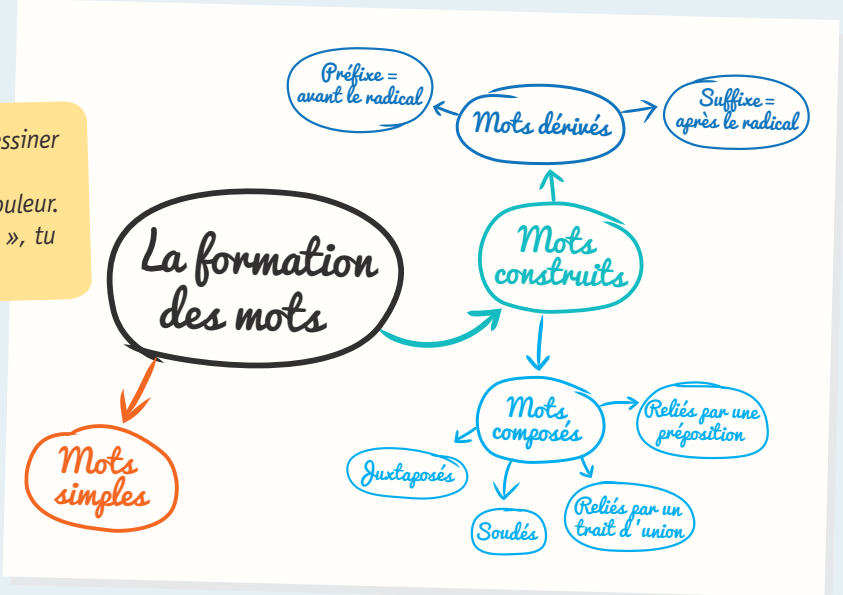 ssiner
ouleur.
», tu
Préfixe =
avant le radical
Mots dérivés
Suffixe =
après le radical
La formation
des mots
Mots
construits
Mots
simples
Mots
composés
Juxtaposés
Soudés
Reliés par un
trait d'union
Reliés par une
préposition